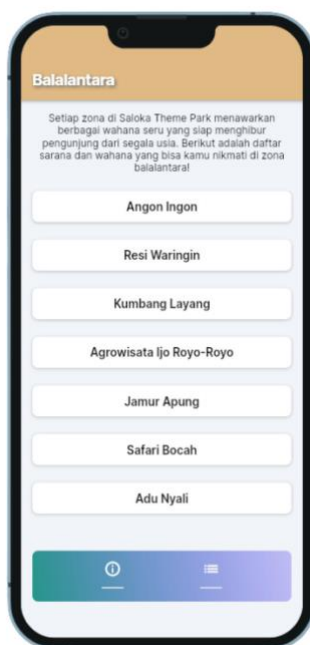 Balalantara
Setiap zona di Saloka Theme Park menawarkan
berbagai wahana seru yang siap menghibur
pengunjung dari segala usia. Berikut adalah daftar
sarana dan wahana yang bisa kamu nikmati di zona
balalantara!
Angon Ingon
Resi Waringin
Kumbang Layang
Agrowisata Ijo Royo-Royo
Jamur Apung
Safari Bocah
Adu Nyali